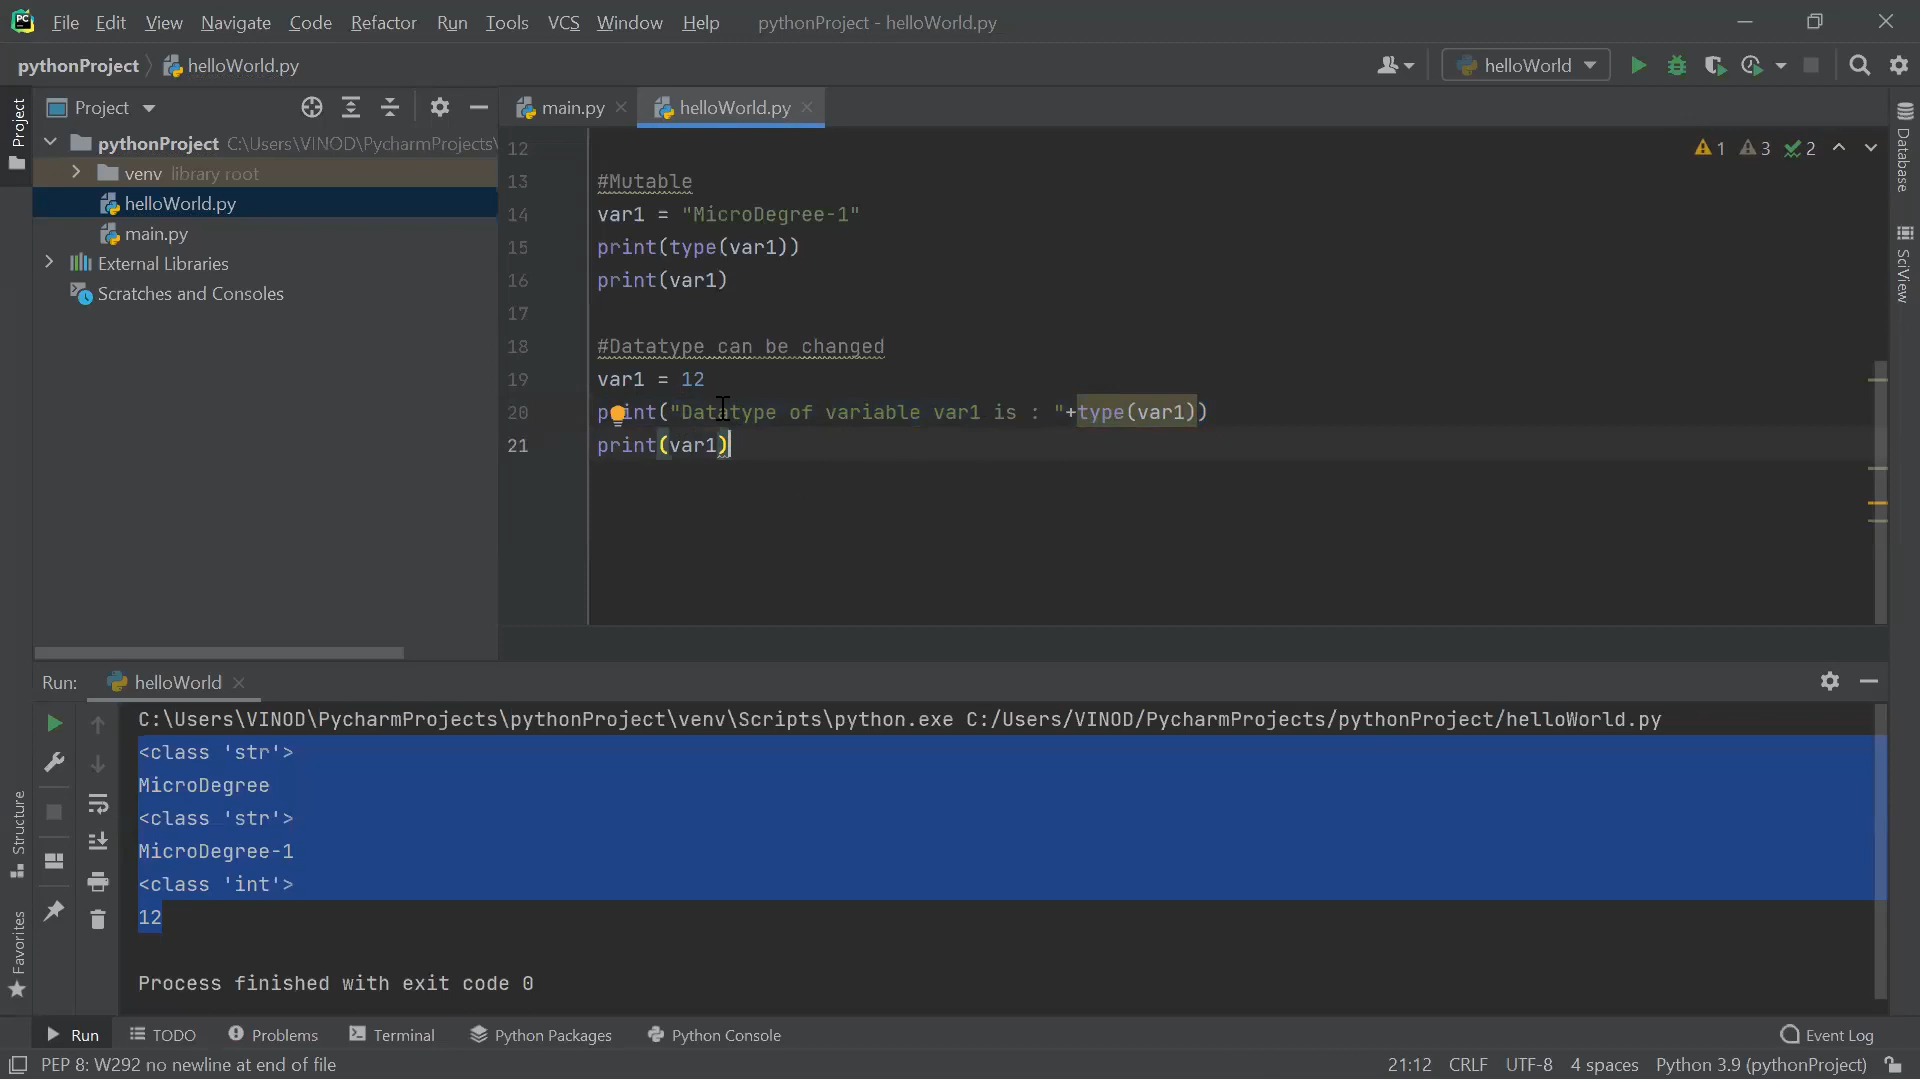 PC File Edit View Navigate Code Refactor Run Tools VCS Window Help pythonProject - helloWorld.py
pythonProject helloWorld.py helloWorld
Project main.py helloWorld.py
Project
pythonProject C:\Users\VINOD\PycharmProjects\
venv library root
helloWorld.py
main.py
External Libraries
Scratches and Consoles
12
13 #Mutable
14 var1 = "MicroDegree-1"
15 print(type(var1))
16 print(var1)
17
18 #Datatype can be changed
19 var1 = 12
20 print("Datatype of variable var1 is : "+type(var1))
21 print(var1)
1 3 2
Database
SciView
Run: helloWorld
C:\Users\VINOD\PycharmProjects\pythonProject\venv\Scripts\python.exe C:/Users/VINOD/PycharmProjects/pythonProject/helloWorld.py
<class 'str'>
MicroDegree
<class 'str'>
MicroDegree-1
<class 'int'>
12
Process finished with exit code 0
Structure
Favorites
Run TODO Problems Terminal Python Packages Python Console Event Log
PEP 8: W292 no newline at end of file 21:12 CRLF UTF-8 4 spaces Python 3.9 (pythonProject)